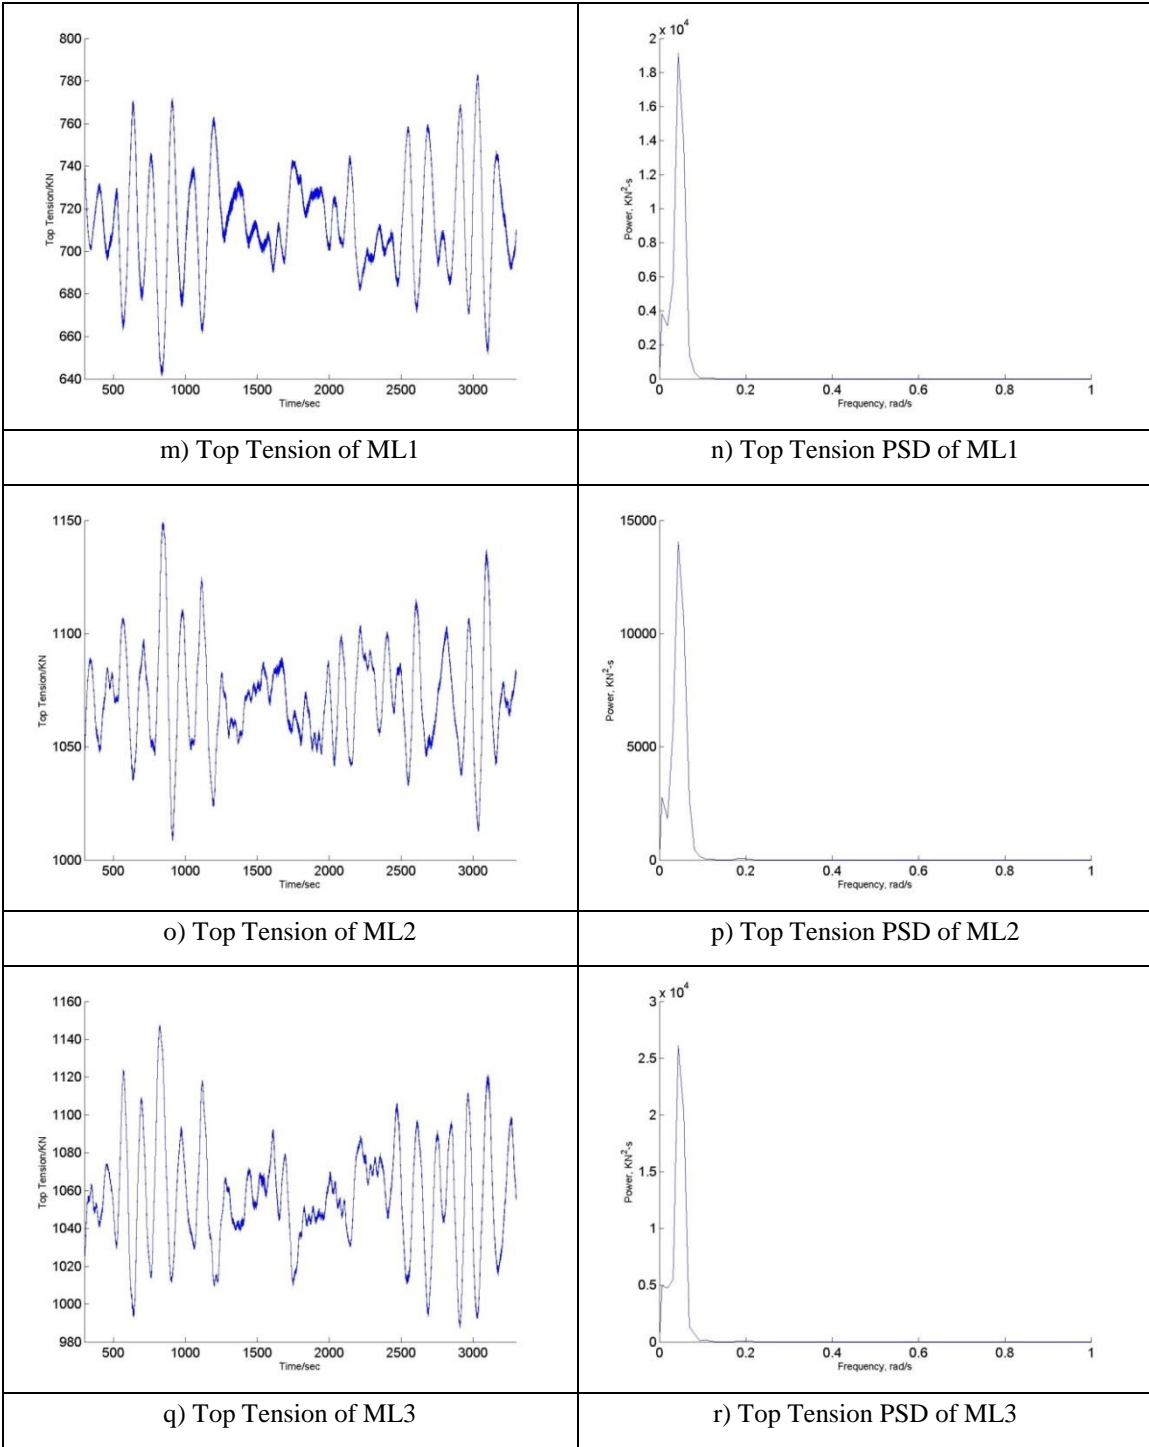 800
780
760
740
720
700
680
660
640
Top Tension/KN
500 1000 1500 2000 2500 3000
Time/sec
x 10^4
2
1.8
1.6
1.4
1.2
1
0.8
0.6
0.4
0.2
0
Power, KN^2-s
0 0.2 0.4 0.6 0.8 1
Frequency, rad/s
m) Top Tension of ML1
n) Top Tension PSD of ML1
1150
1100
1050
1000
Top Tension/KN
500 1000 1500 2000 2500 3000
Time/sec
15000
10000
5000
0
Power, KN^2-s
0 0.2 0.4 0.6 0.8 1
Frequency, rad/s
o) Top Tension of ML2
p) Top Tension PSD of ML2
1160
1140
1120
1100
1080
1060
1040
1020
1000
980
Top Tension/KN
500 1000 1500 2000 2500 3000
Time/sec
x 10^4
3
2.5
2
1.5
1
0.5
0
Power, KN^2-s
0 0.2 0.4 0.6 0.8 1
Frequency, rad/s
q) Top Tension of ML3
r) Top Tension PSD of ML3